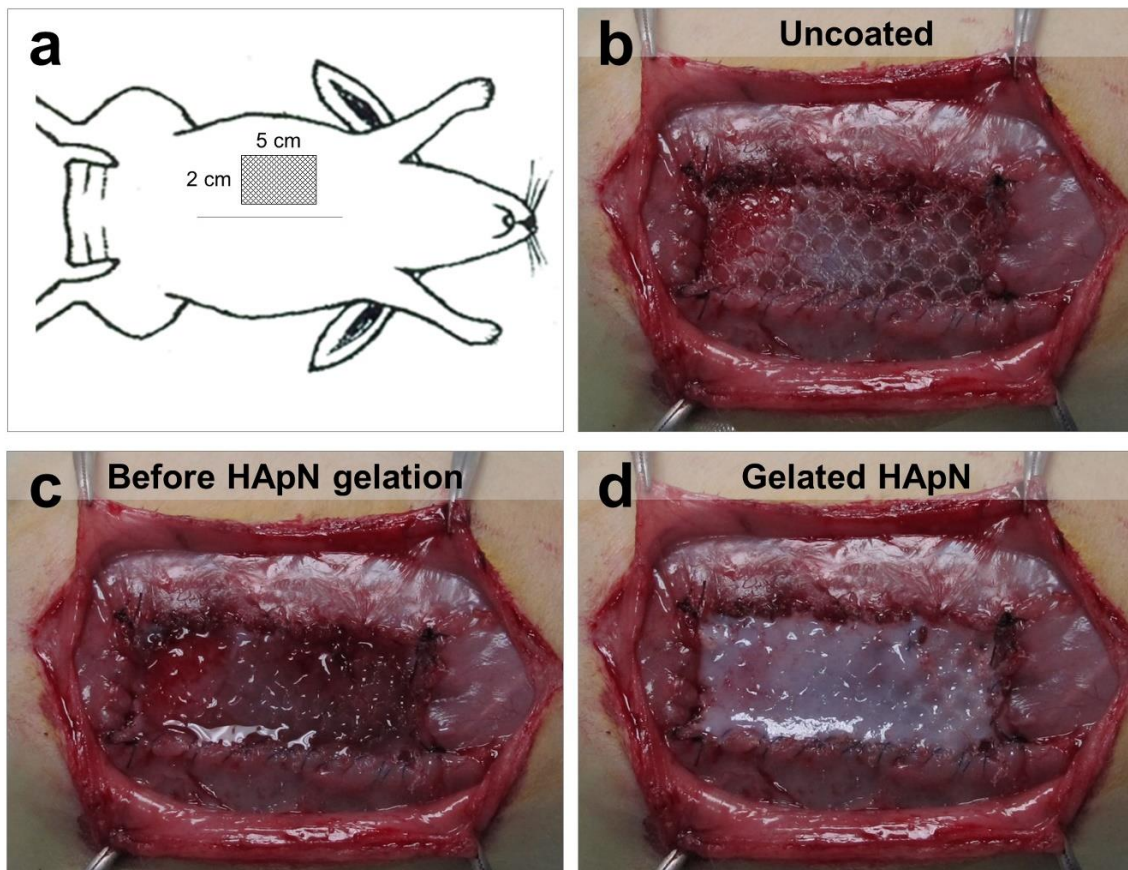 a
5 cm
2 cm
b
Uncoated
c
Before HApN gelation
d
Gelated HApN